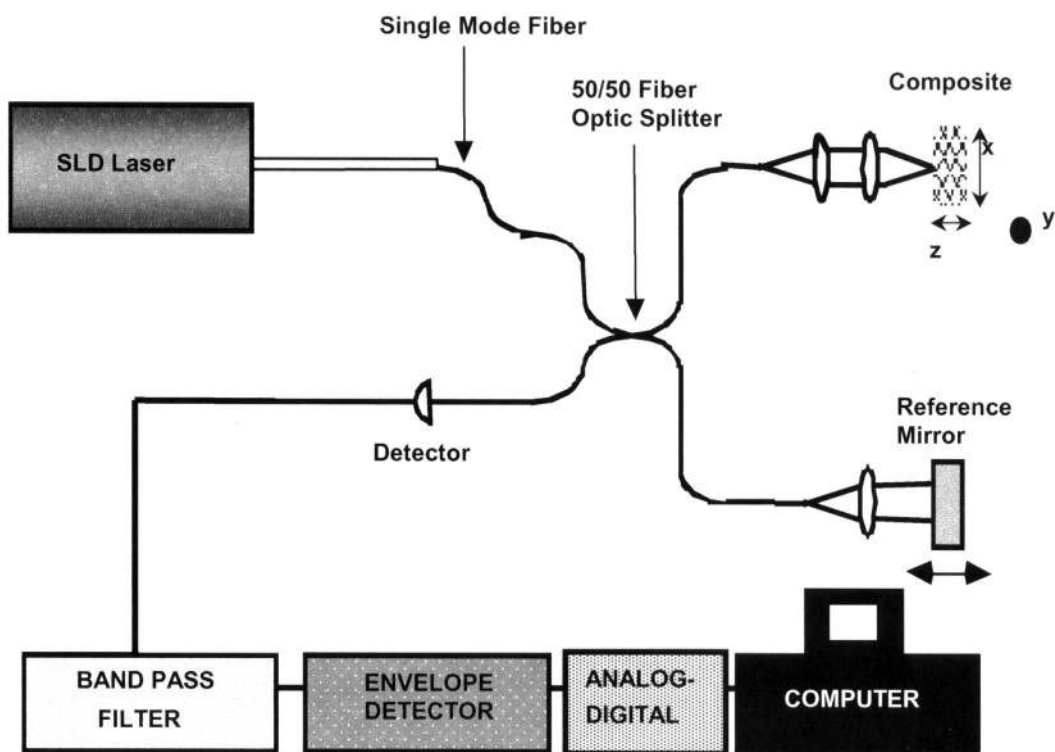 Single Mode Fiber
50/50 Fiber
Optic Splitter
Composite
SLD Laser
x
y
z
Detector
Reference
Mirror
BAND PASS
FILTER
ENVELOPE
DETECTOR
ANALOG-
DIGITAL
COMPUTER